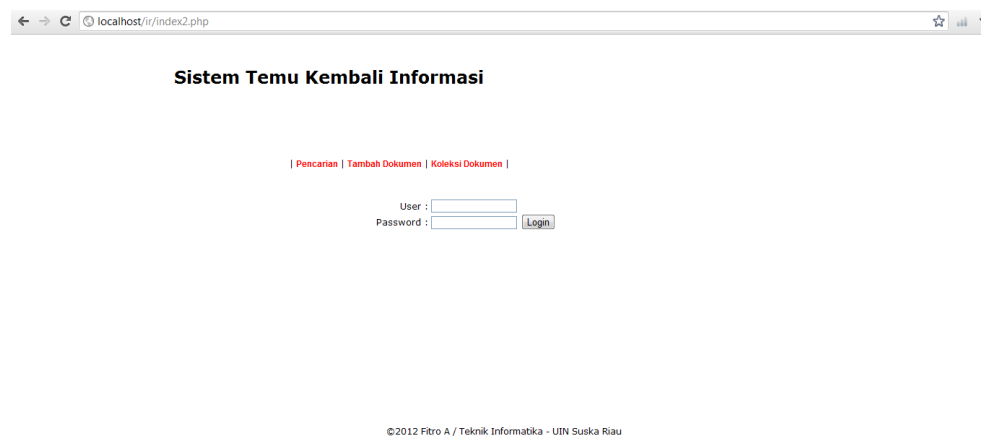 localhost/ir/index2.php
Sistem Temu Kembali Informasi
| Pencarian | Tambah Dokumen | Koleksi Dokumen |
User :
Password : Login
©2012 Fitro A / Teknik Informatika - UIN Suska Riau